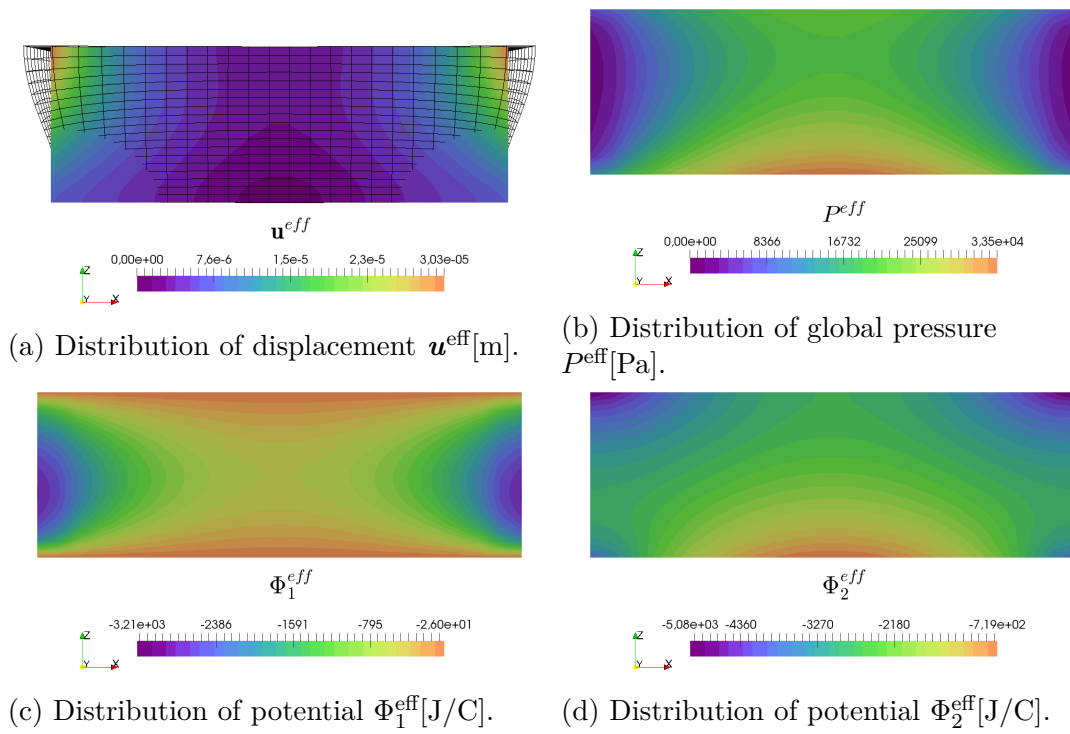 u^eff
0,00e+00 7,6e-6 1,5e-5 2,3e-5 3,03e-05
Z
Y X
(a) Distribution of displacement u^eff[m].
P^eff
0,00e+00 8366 16732 25099 3,35e+04
Z
Y X
(b) Distribution of global pressure
P^eff[Pa].
Φ_1^eff
-3,21e+03 -2386 -1591 -795 -2,60e+01
Z
Y X
(c) Distribution of potential Φ_1^eff[J/C].
Φ_2^eff
-5,08e+03 -4360 -3270 -2180 -7,19e+02
Z
Y X
(d) Distribution of potential Φ_2^eff[J/C].